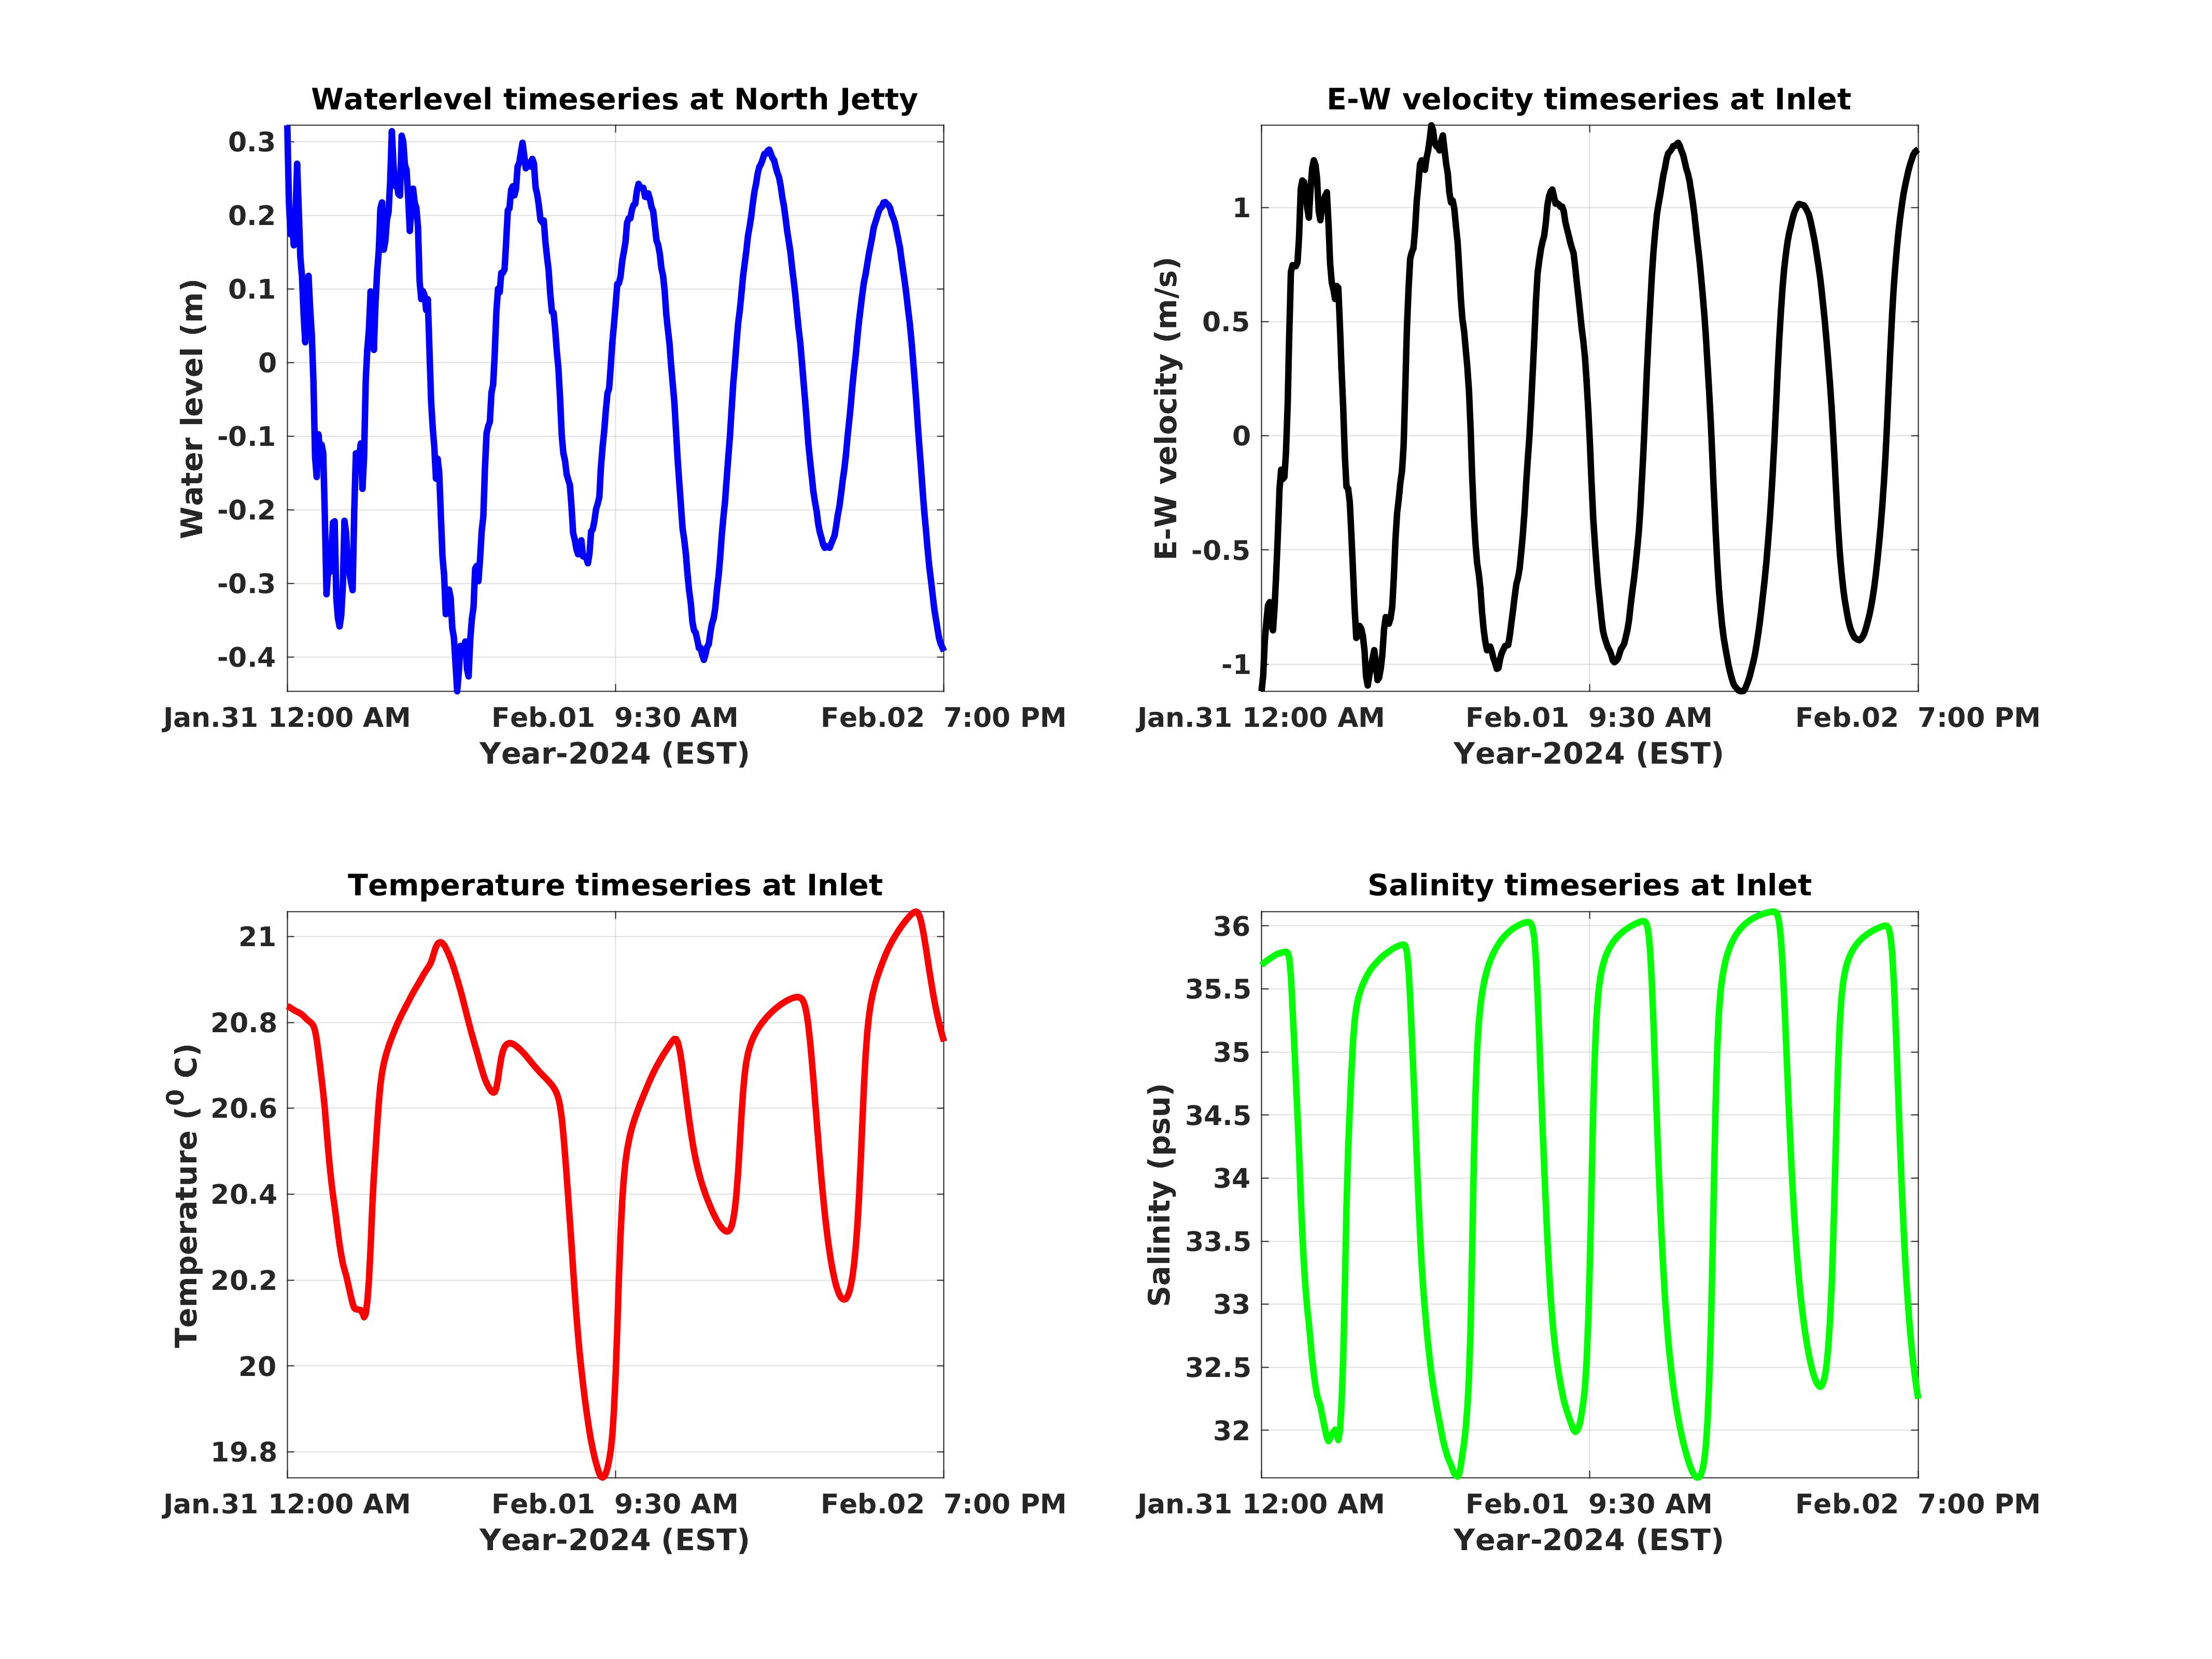 Waterlevel timeseries at North Jetty
0.3
0.2
0.1
0
-0.1
-0.2
-0.3
-0.4
Water level (m)
Jan.31 12:00 AM
Feb.01 9:30 AM
Feb.02 7:00 PM
Year-2024 (EST)
E-W velocity timeseries at Inlet
1
0.5
0
-0.5
-1
E-W velocity (m/s)
Jan.31 12:00 AM
Feb.01 9:30 AM
Feb.02 7:00 PM
Year-2024 (EST)
Temperature timeseries at Inlet
21
20.8
20.6
20.4
20.2
20
19.8
Temperature (⁰ C)
Jan.31 12:00 AM
Feb.01 9:30 AM
Feb.02 7:00 PM
Year-2024 (EST)
Salinity timeseries at Inlet
36
35.5
35
34.5
34
33.5
33
32.5
32
Salinity (psu)
Jan.31 12:00 AM
Feb.01 9:30 AM
Feb.02 7:00 PM
Year-2024 (EST)